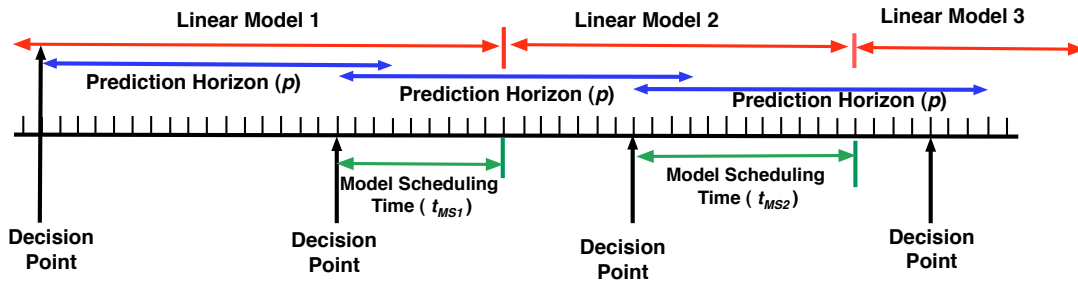 Linear Model 1
Linear Model 2
Linear Model 3
Prediction Horizon (p)
Prediction Horizon (p)
Prediction Horizon (p)
Model Scheduling
Time ( tMS1)
Model Scheduling
Time ( tMS2)
Decision
Point
Decision
Point
Decision
Point
Decision
Point